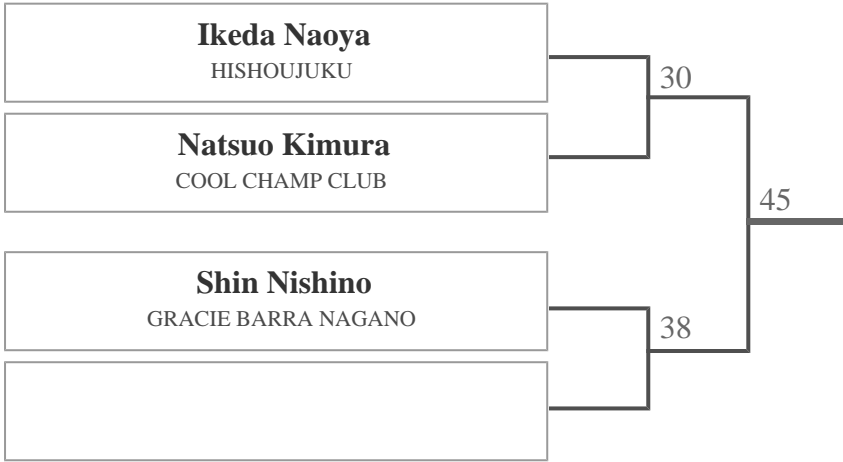 Ikeda Naoya
HISHOUJUKU
30
Natsuo Kimura
COOL CHAMP CLUB
45
Shin Nishino
GRACIE BARRA NAGANO
38